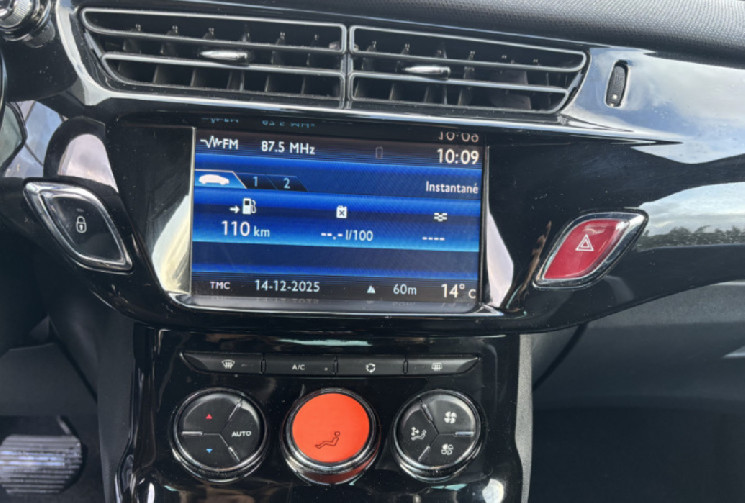 FM 87.5 MHz 10:09
1 2 Instantané
110 km --.- l/100 ----
TMC 14-12-2025 60m 14° C
A/C
AUTO